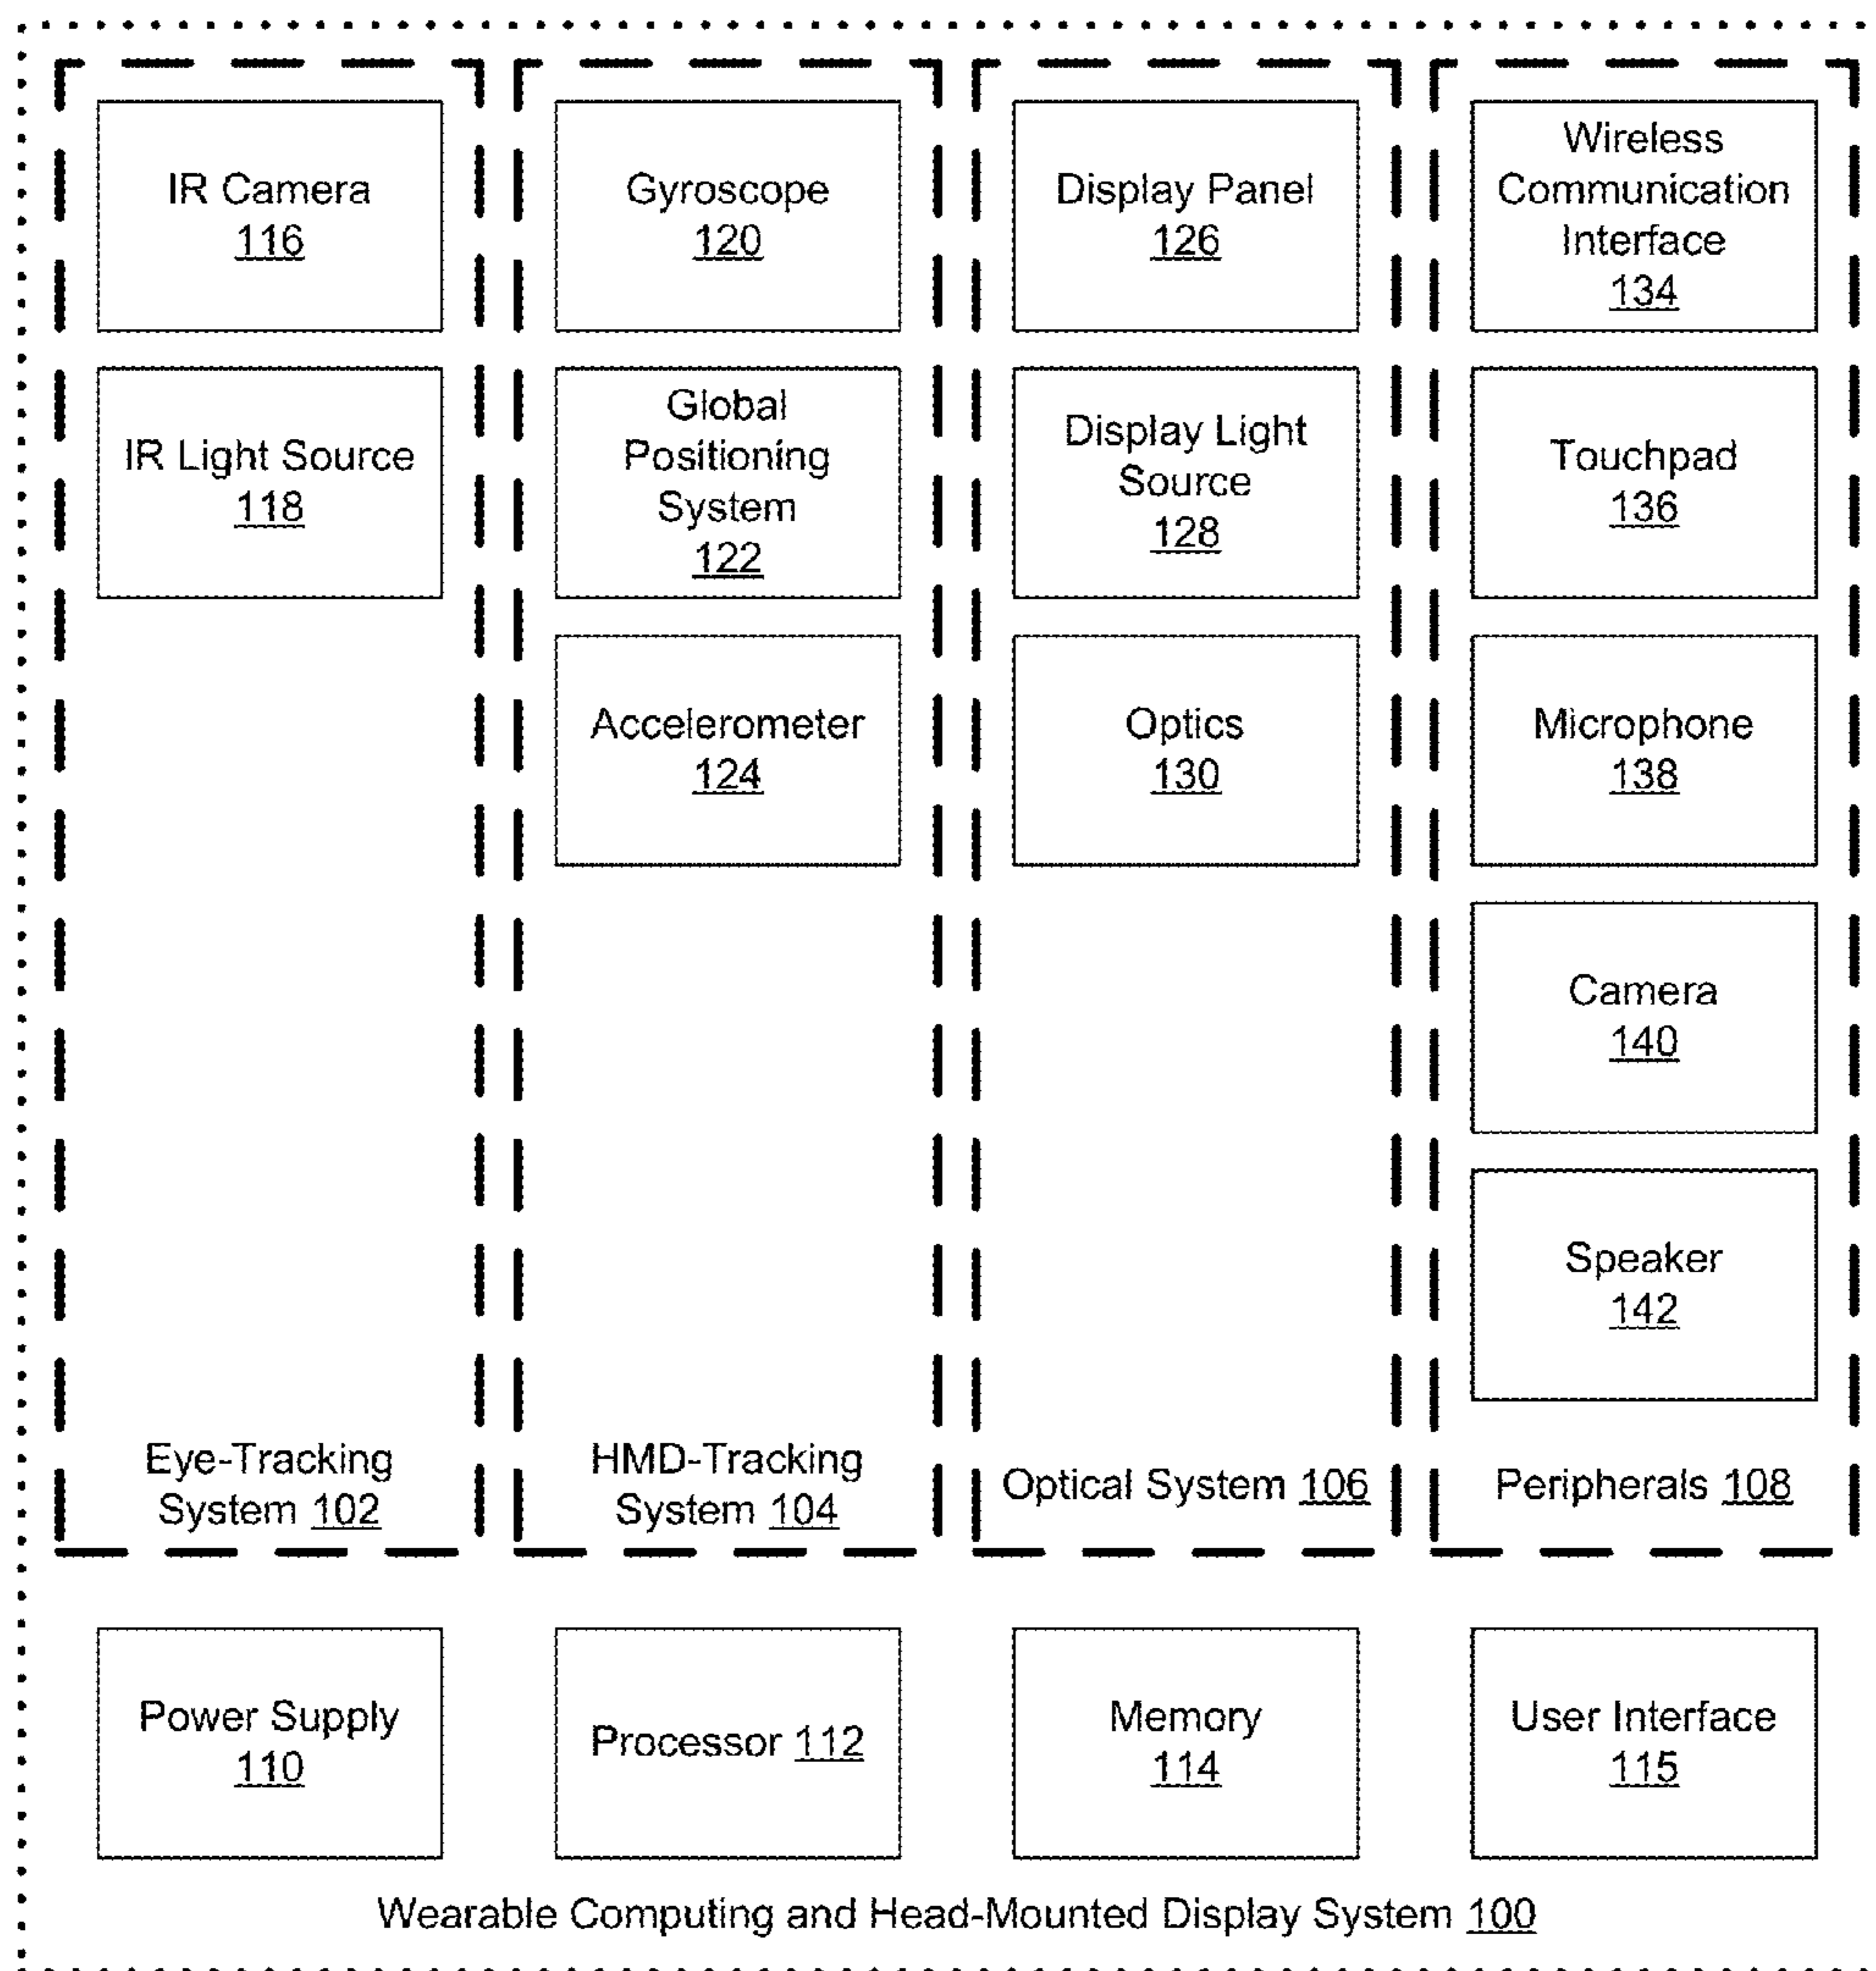 IR Camera
116
IR Light Source
118
Eye-Tracking
System 102
Gyroscope
120
Global
Positioning
System
122
Accelerometer
124
HMD-Tracking
System 104
Display Panel
126
Display Light
Source
128
Optics
130
Optical System 106
Wireless
Communication
Interface
134
Touchpad
136
Microphone
138
Camera
140
Speaker
142
Peripherals 108
Power Supply
110
Processor 112
Memory
114
User Interface
115
Wearable Computing and Head-Mounted Display System 100